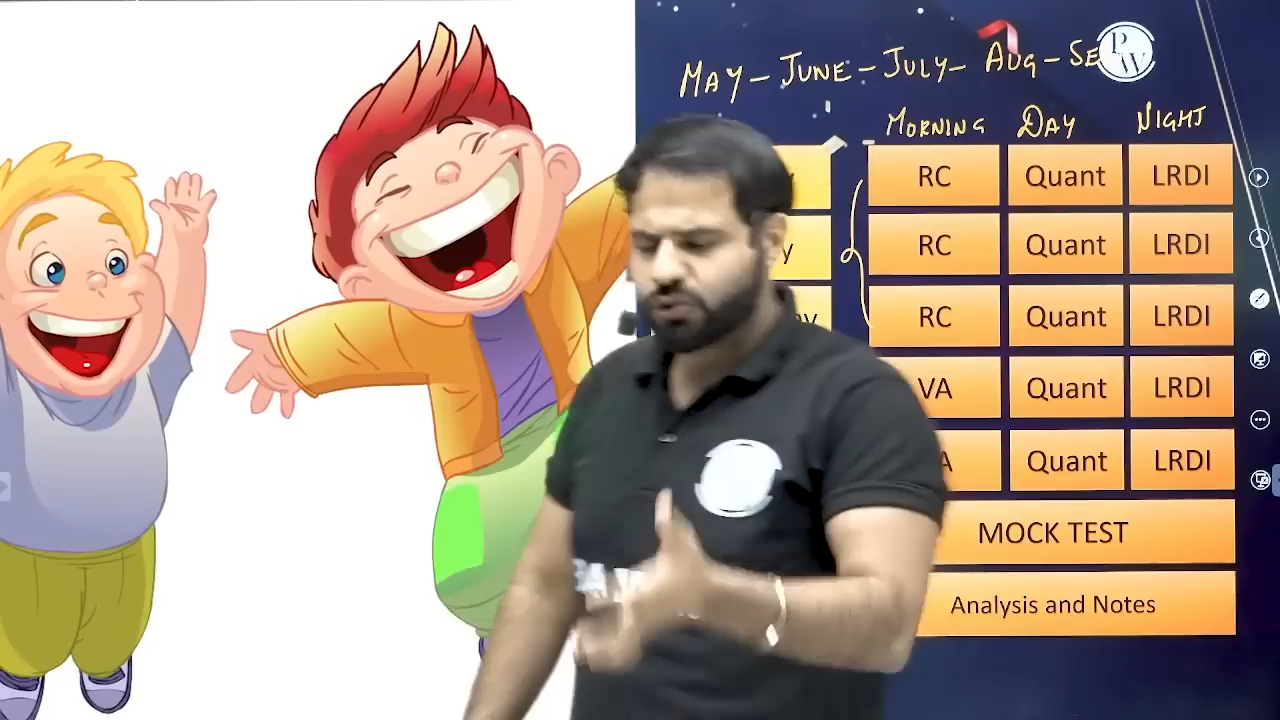 MAY - JUNE - JULY - AUG - SE
PW
MORNING DAY NIGHT
RC Quant LRDI
RC Quant LRDI
RC Quant LRDI
VA Quant LRDI
Quant LRDI
MOCK TEST
Analysis and Notes